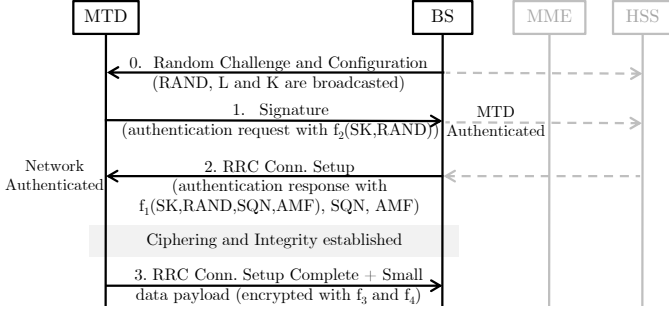 MTD BS MME HSS
0. Random Challenge and Configuration
(RAND, L and K are broadcasted)
1. Signature
(authentication request with f₂(SK,RAND))
MTD
Authenticated
Network
Authenticated
2. RRC Conn. Setup
(authentication response with
f₁(SK,RAND,SQN,AMF), SQN, AMF)
Ciphering and Integrity established
3. RRC Conn. Setup Complete + Small
data payload (encrypted with f₃ and f₄)